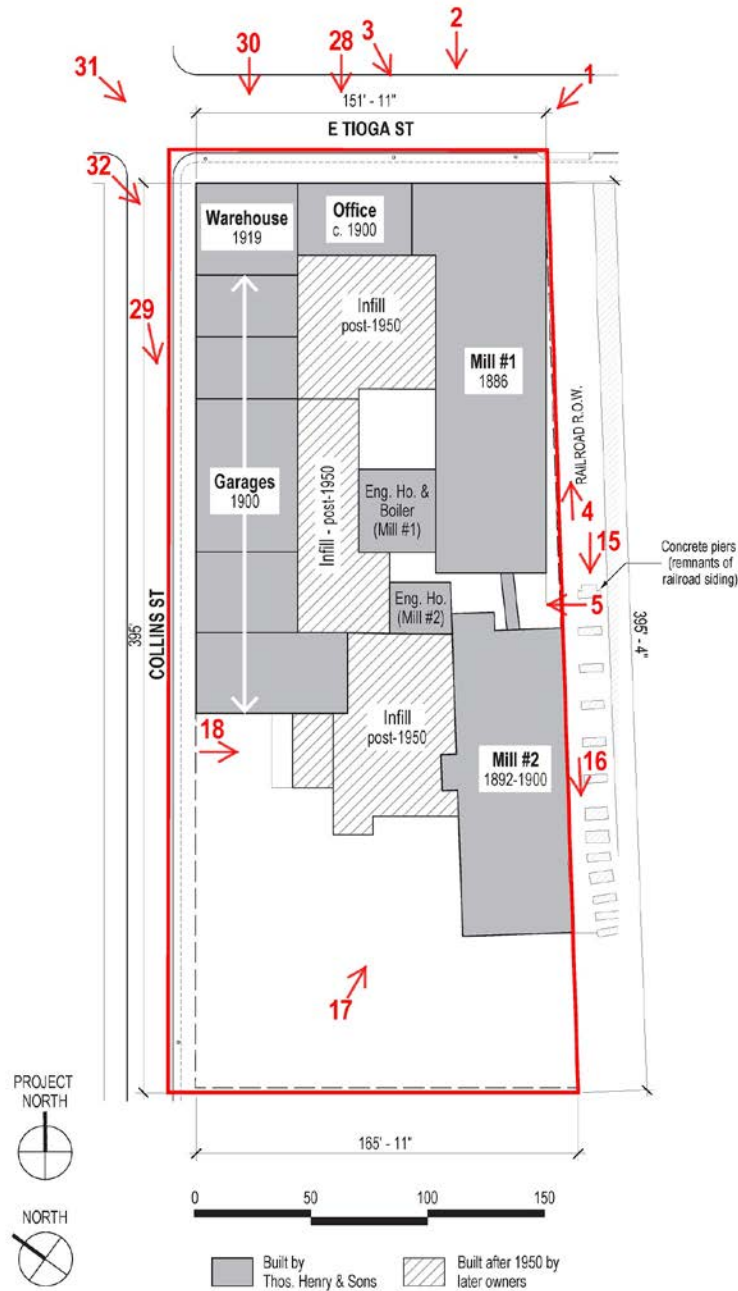 2
3
28
30
31
1
151' - 11"
E TIOGA ST
32
Warehouse
1919
Office
c. 1900
29
Infill
post-1950
Mill #1
1886
RAILROAD R.O.W.
Garages
1900
Infill - post-1950
Eng. Ho. &
Boiler
(Mill #1)
4
15
Concrete piers
(remnants of
railroad siding)
Eng. Ho.
(Mill #2)
5
395'
COLLINS ST
395' - 4"
18
Infill
post-1950
Mill #2
1892-1900
16
17
PROJECT
NORTH
165' - 11"
NORTH
0 50 100 150
Built by
Thos. Henry & Sons
Built after 1950 by
later owners